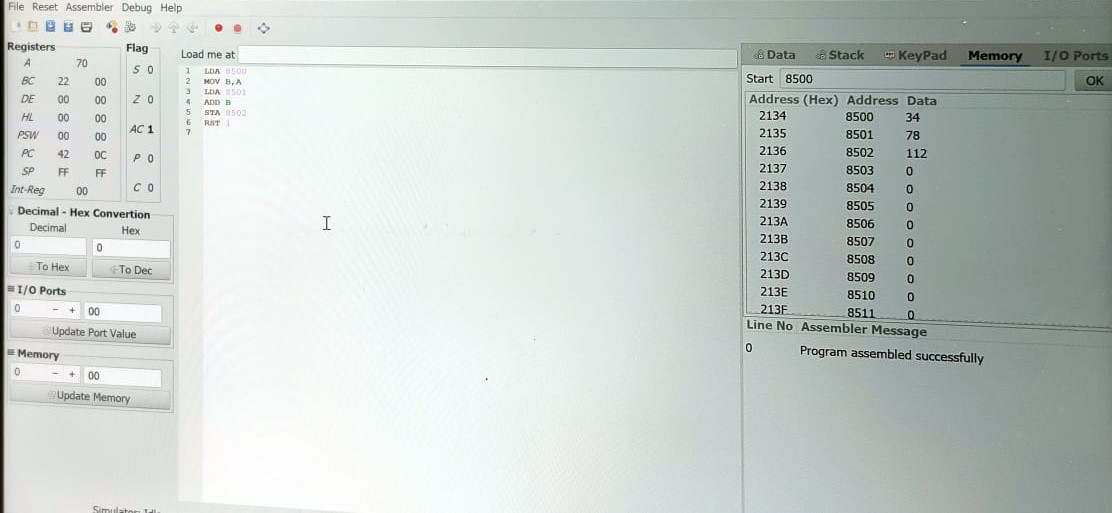 File Reset Assembler Debug Help
Registers
A 70
BC 22 00
DE 00 00
HL 00 00
PSW 00 00
PC 42 0C
SP FF FF
Int-Reg 00
Flag
S 0
Z 0
AC 1
P 0
C 0
Decimal - Hex Convertion
Decimal Hex
0 0
To Hex To Dec
I/O Ports
0 - + 00
Update Port Value
Memory
0 - + 00
Update Memory
Simulator: Idle
Load me at
1 LDA 8500
2 MOV B,A
3 LDA 8501
4 ADD B
5 STA 8502
6 RST 1
7
Data Stack KeyPad Memory I/O Ports
Start 8500 OK
Address (Hex) Address Data
2134 8500 34
2135 8501 78
2136 8502 112
2137 8503 0
2138 8504 0
2139 8505 0
213A 8506 0
213B 8507 0
213C 8508 0
213D 8509 0
213E 8510 0
213F 8511 0
Line No Assembler Message
0 Program assembled successfully